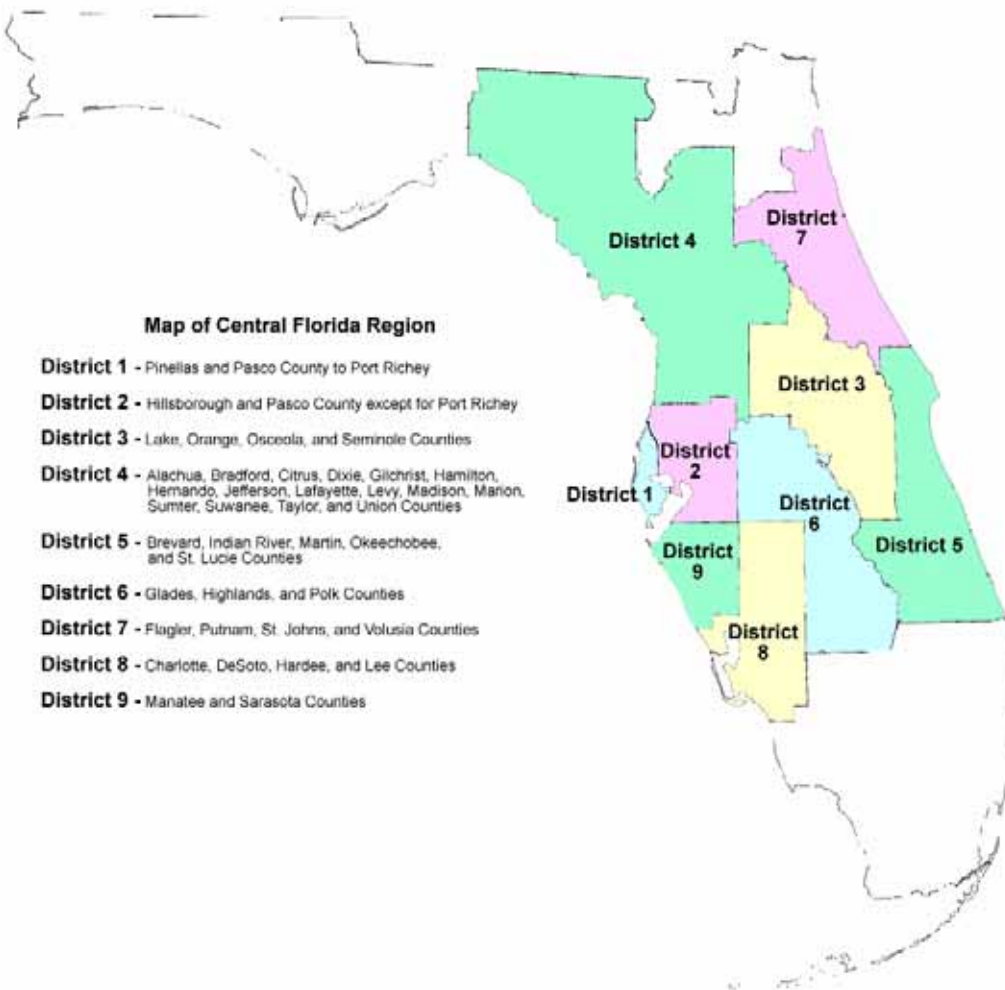 District 7
District 4
Map of Central Florida Region
District 1 - Pinellas and Pasco County to Port Richey
District 2 - Hillsborough and Pasco County except for Port Richey
District 3 - Lake, Orange, Osceola, and Seminole Counties
District 4 - Alachua, Bradford, Citrus, Dixie, Gilchrist, Hamilton,
Hernando, Jefferson, Lafayette, Levy, Madison, Marion,
Sumter, Suwanee, Taylor, and Union Counties
District 5 - Brevard, Indian River, Martin, Okeechobee,
and St. Lucie Counties
District 6 - Glades, Highlands, and Polk Counties
District 7 - Flagler, Putnam, St. Johns, and Volusia Counties
District 8 - Charlotte, DeSoto, Hardee, and Lee Counties
District 9 - Manatee and Sarasota Counties
District 3
District
2
District 1
District
6
District 5
District
9
District
8